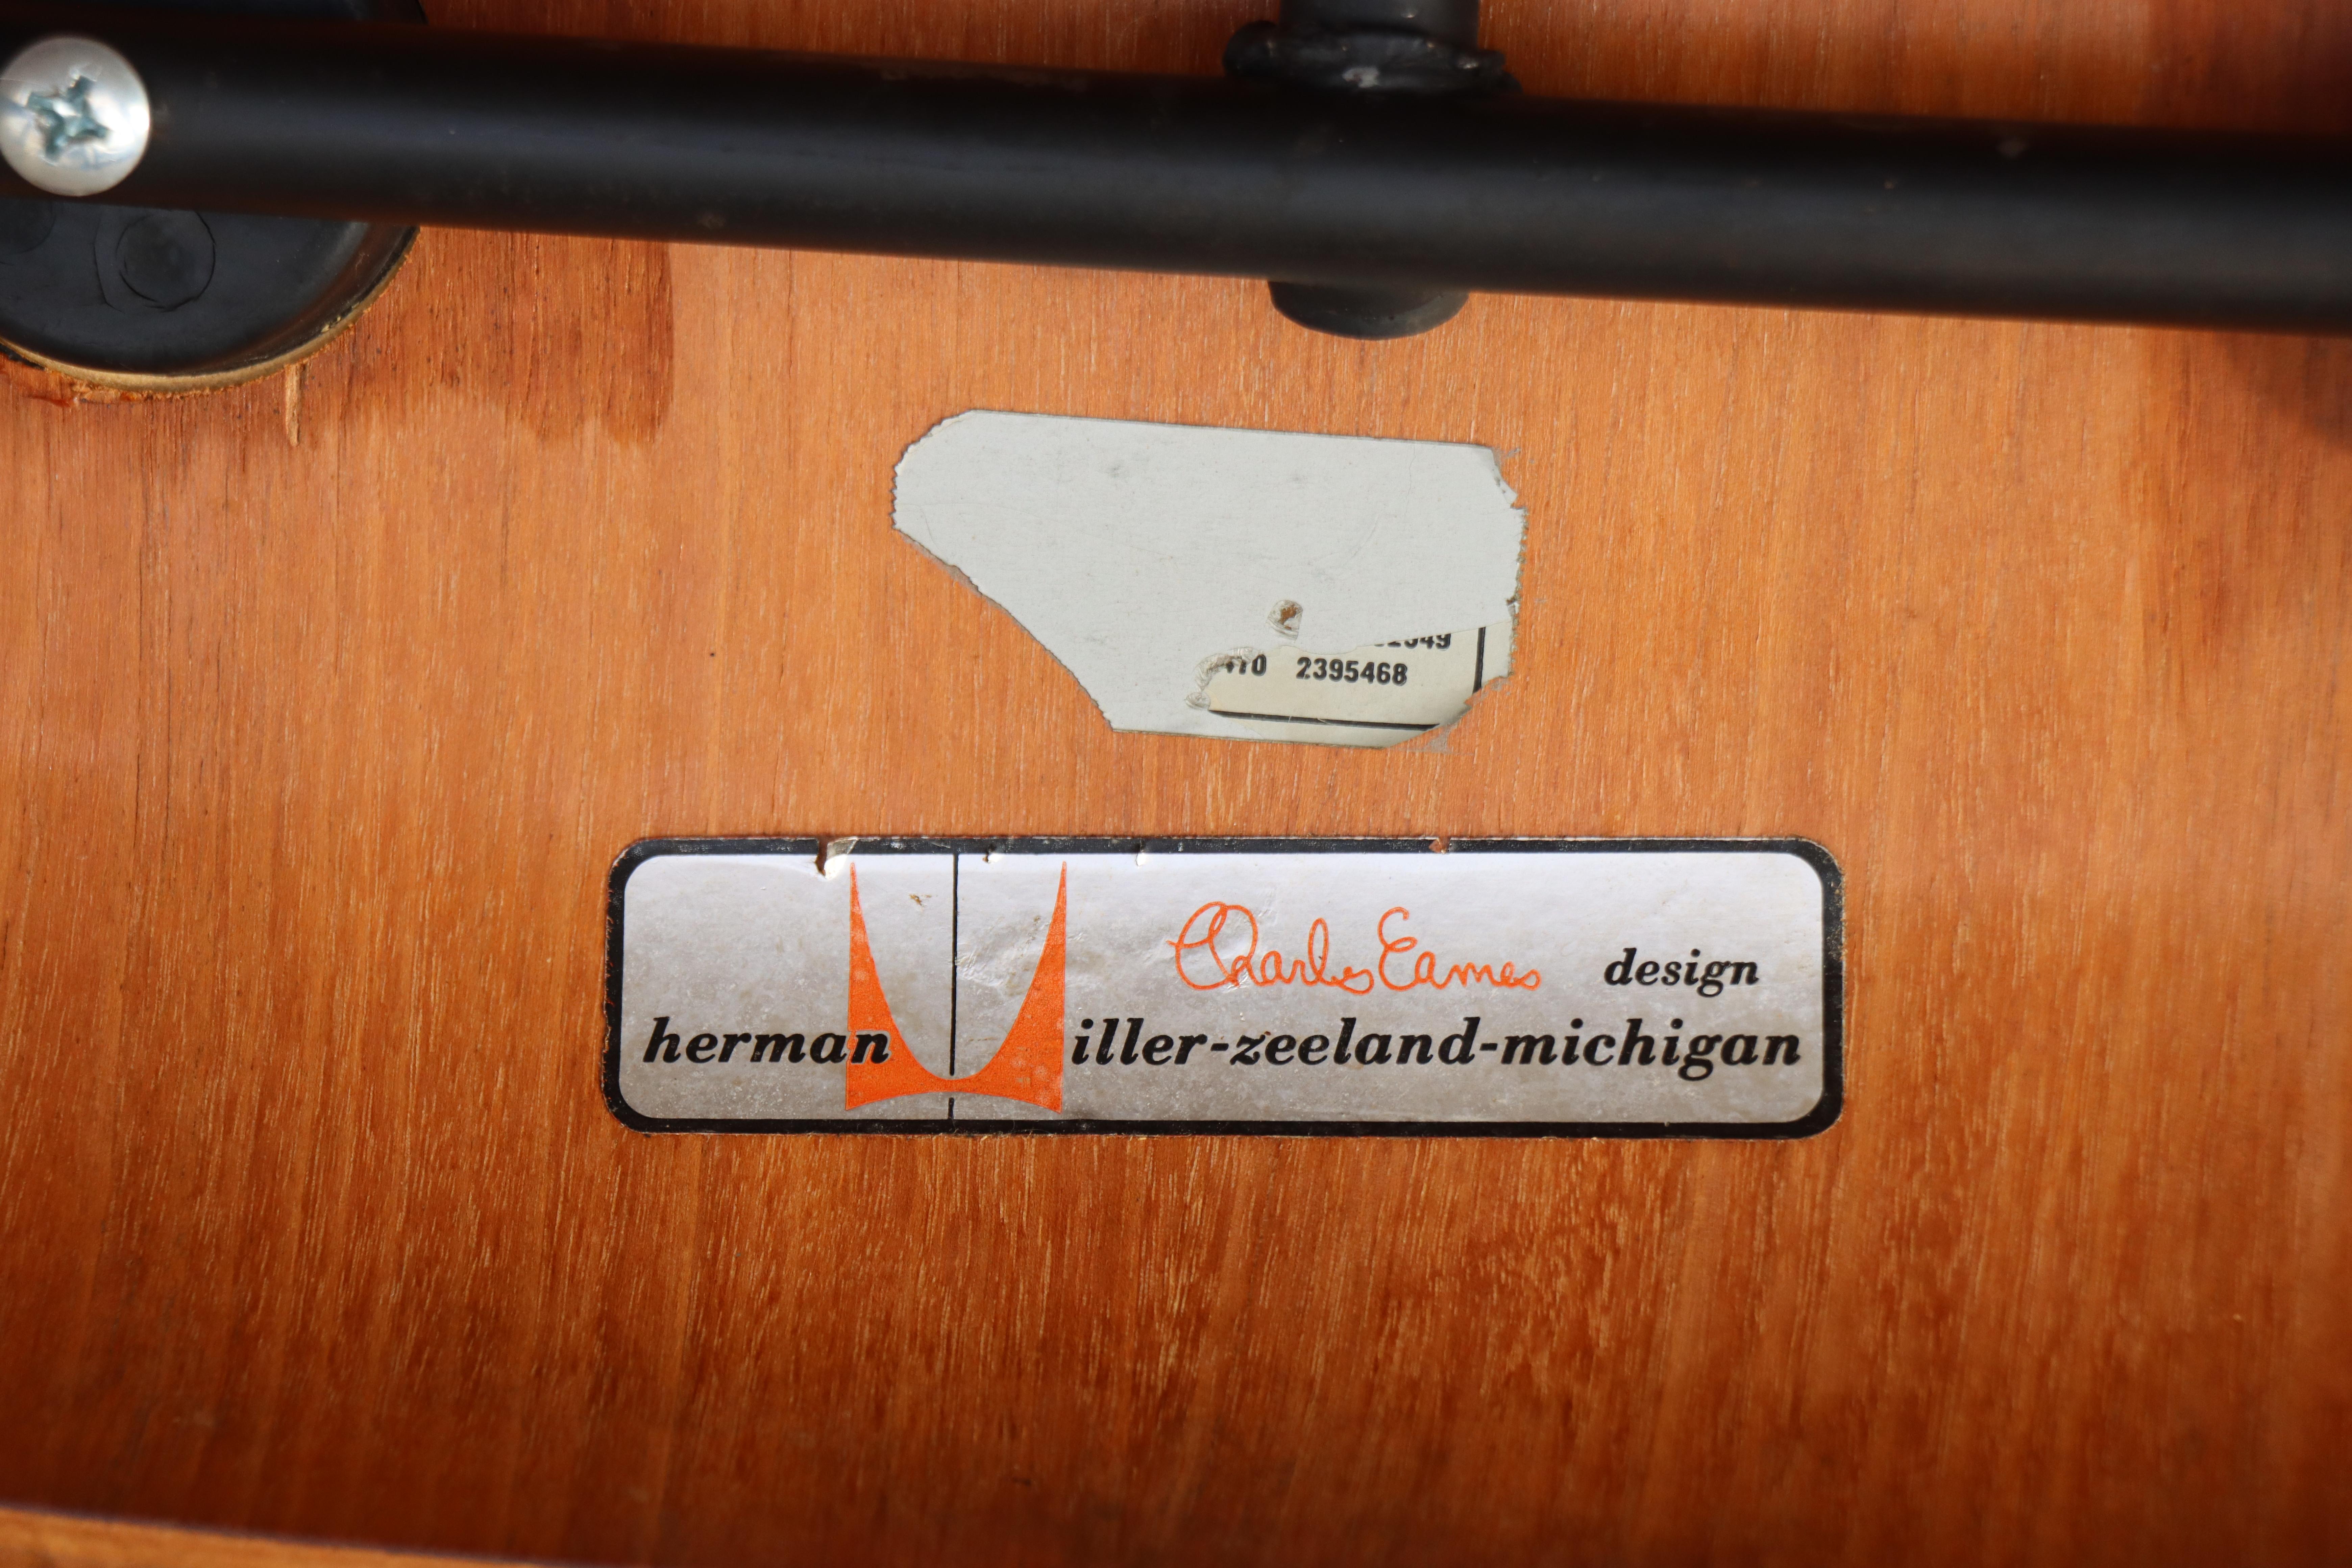 2395468
Charles Eames design
herman miller-zeeland-michigan